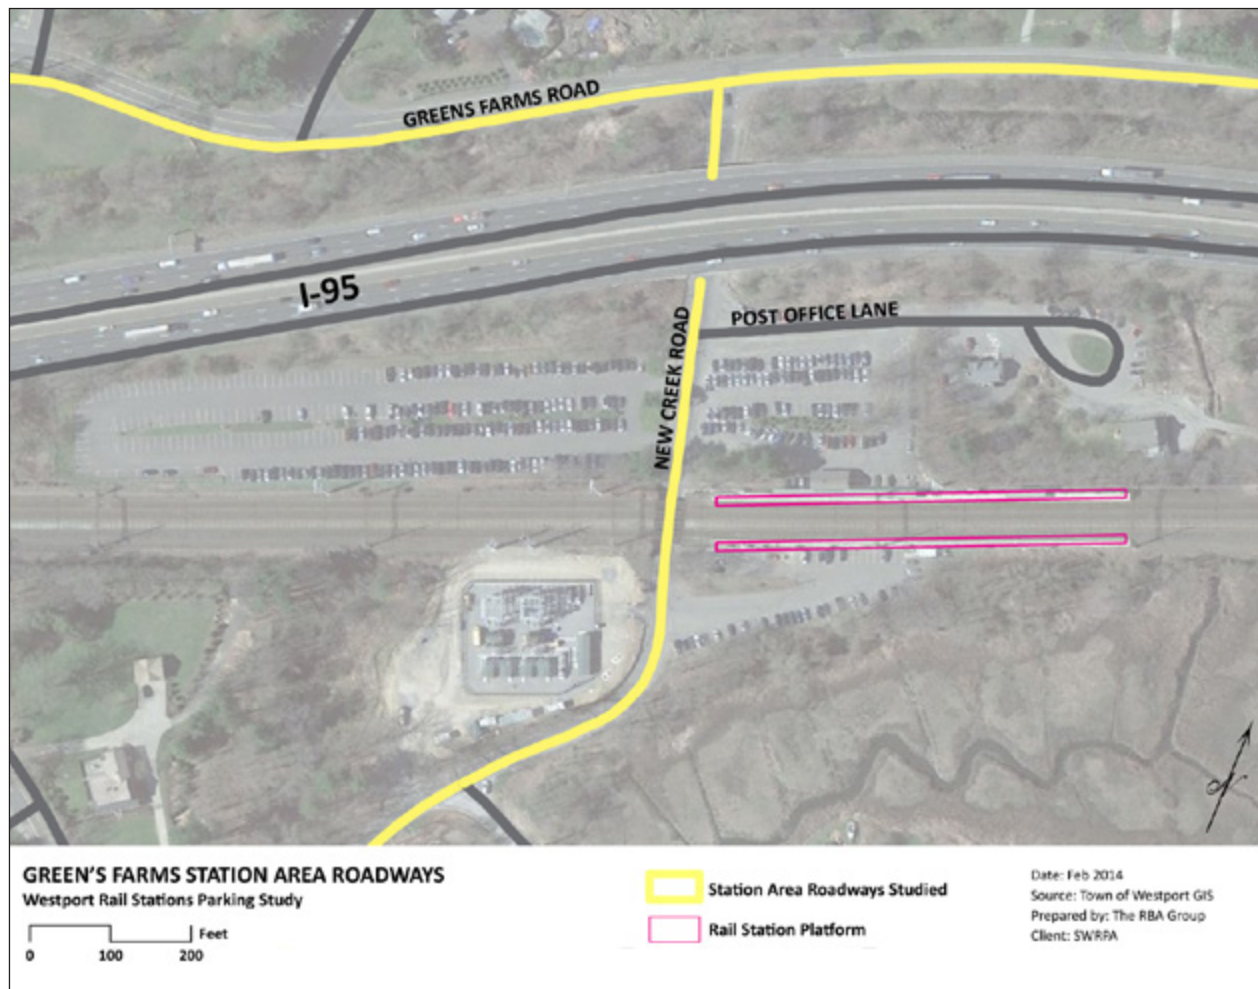 GREENS FARMS ROAD
I-95
POST OFFICE LANE
NEW CREEK ROAD
GREEN'S FARMS STATION AREA ROADWAYS
Westport Rail Stations Parking Study
Feet
0 100 200
Station Area Roadways Studied
Rail Station Platform
Date: Feb 2014
Source: Town of Westport GIS
Prepared by: The RBA Group
Client: SWRPA